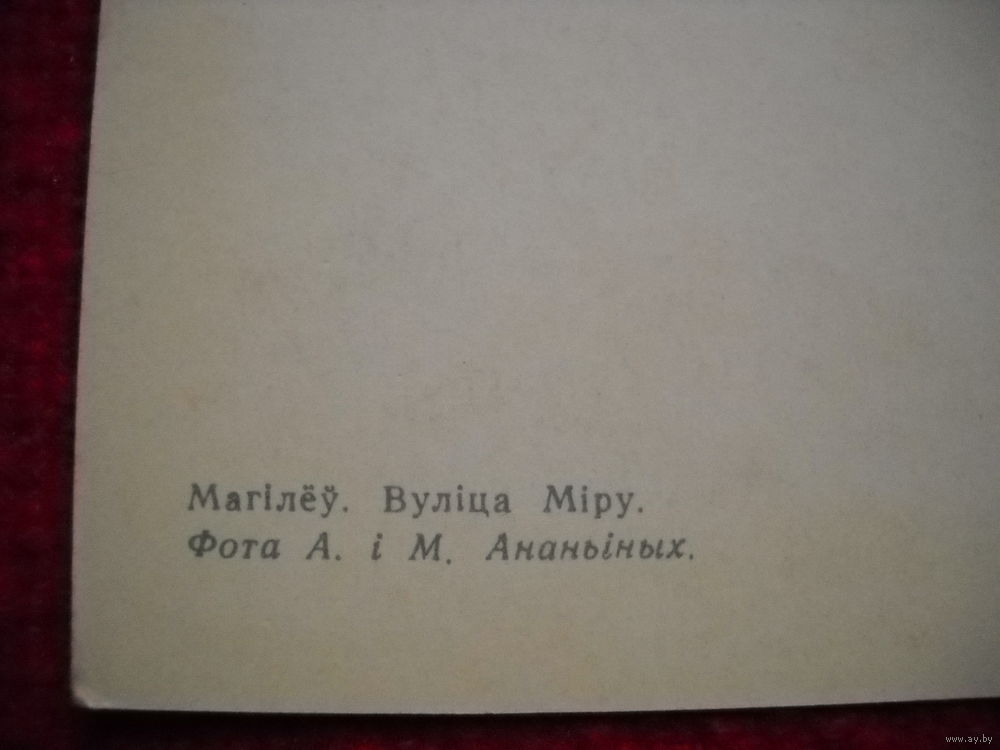 Магілёў. Вуліца Міру.
Фота А. і М. Ананьіных.
www.ay.by